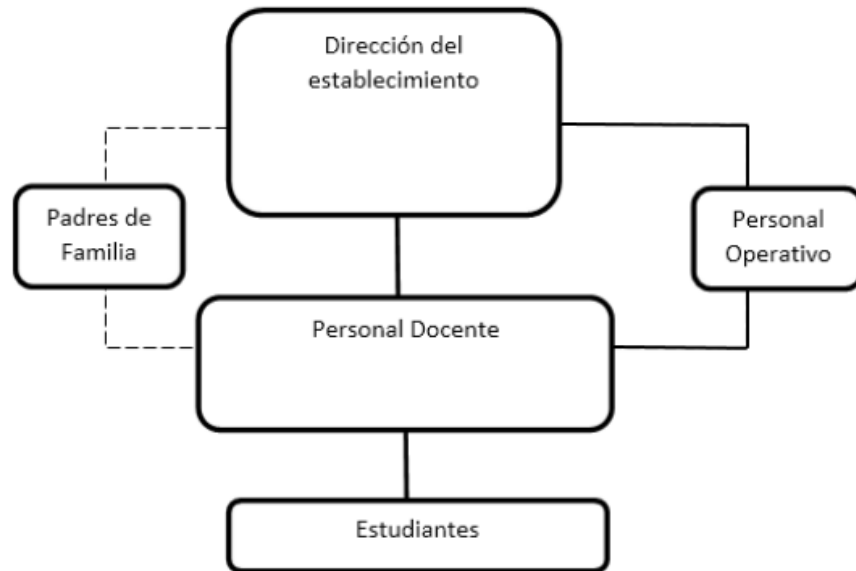 Dirección del
establecimiento
Padres de
Familia
Personal
Operativo
Personal Docente
Estudiantes